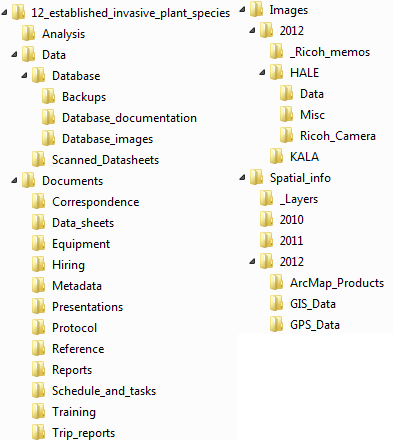 12_established_invasive_plant_species
Analysis
Data
Database
Backups
Database_documentation
Database_images
Scanned_Datasheets
Documents
Correspondence
Data_sheets
Equipment
Hiring
Metadata
Presentations
Protocol
Reference
Reports
Schedule_and_tasks
Training
Trip_reports
Images
2012
_Ricoh_memos
HALE
Data
Misc
Ricoh_Camera
KALA
Spatial_info
_Layers
2010
2011
2012
ArcMap_Products
GIS_Data
GPS_Data